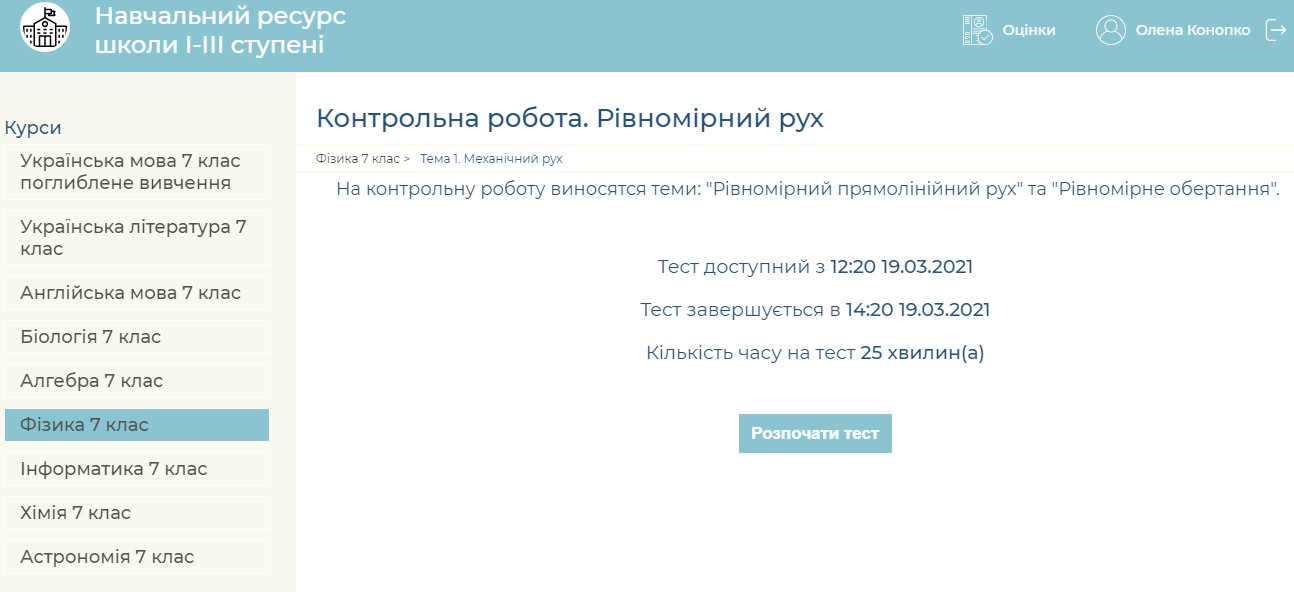 Навчальний ресурс
школи І-ІІІ ступені
Оцінки
Олена Конопко
Курси
Українська мова 7 клас
поглиблене вивчення
Українська література 7
клас
Англійська мова 7 клас
Біологія 7 клас
Алгебра 7 клас
Фізика 7 клас
Інформатика 7 клас
Хімія 7 клас
Астрономія 7 клас
Контрольна робота. Рівномірний рух
Фізика 7 клас > Тема 1. Механічний рух
На контрольну роботу виносятся теми: "Рівномірний прямолінійний рух" та "Рівномірне обертання".
Тест доступний з 12:20 19.03.2021
Тест завершується в 14:20 19.03.2021
Кількість часу на тест 25 хвилин(а)
Розпочати тест